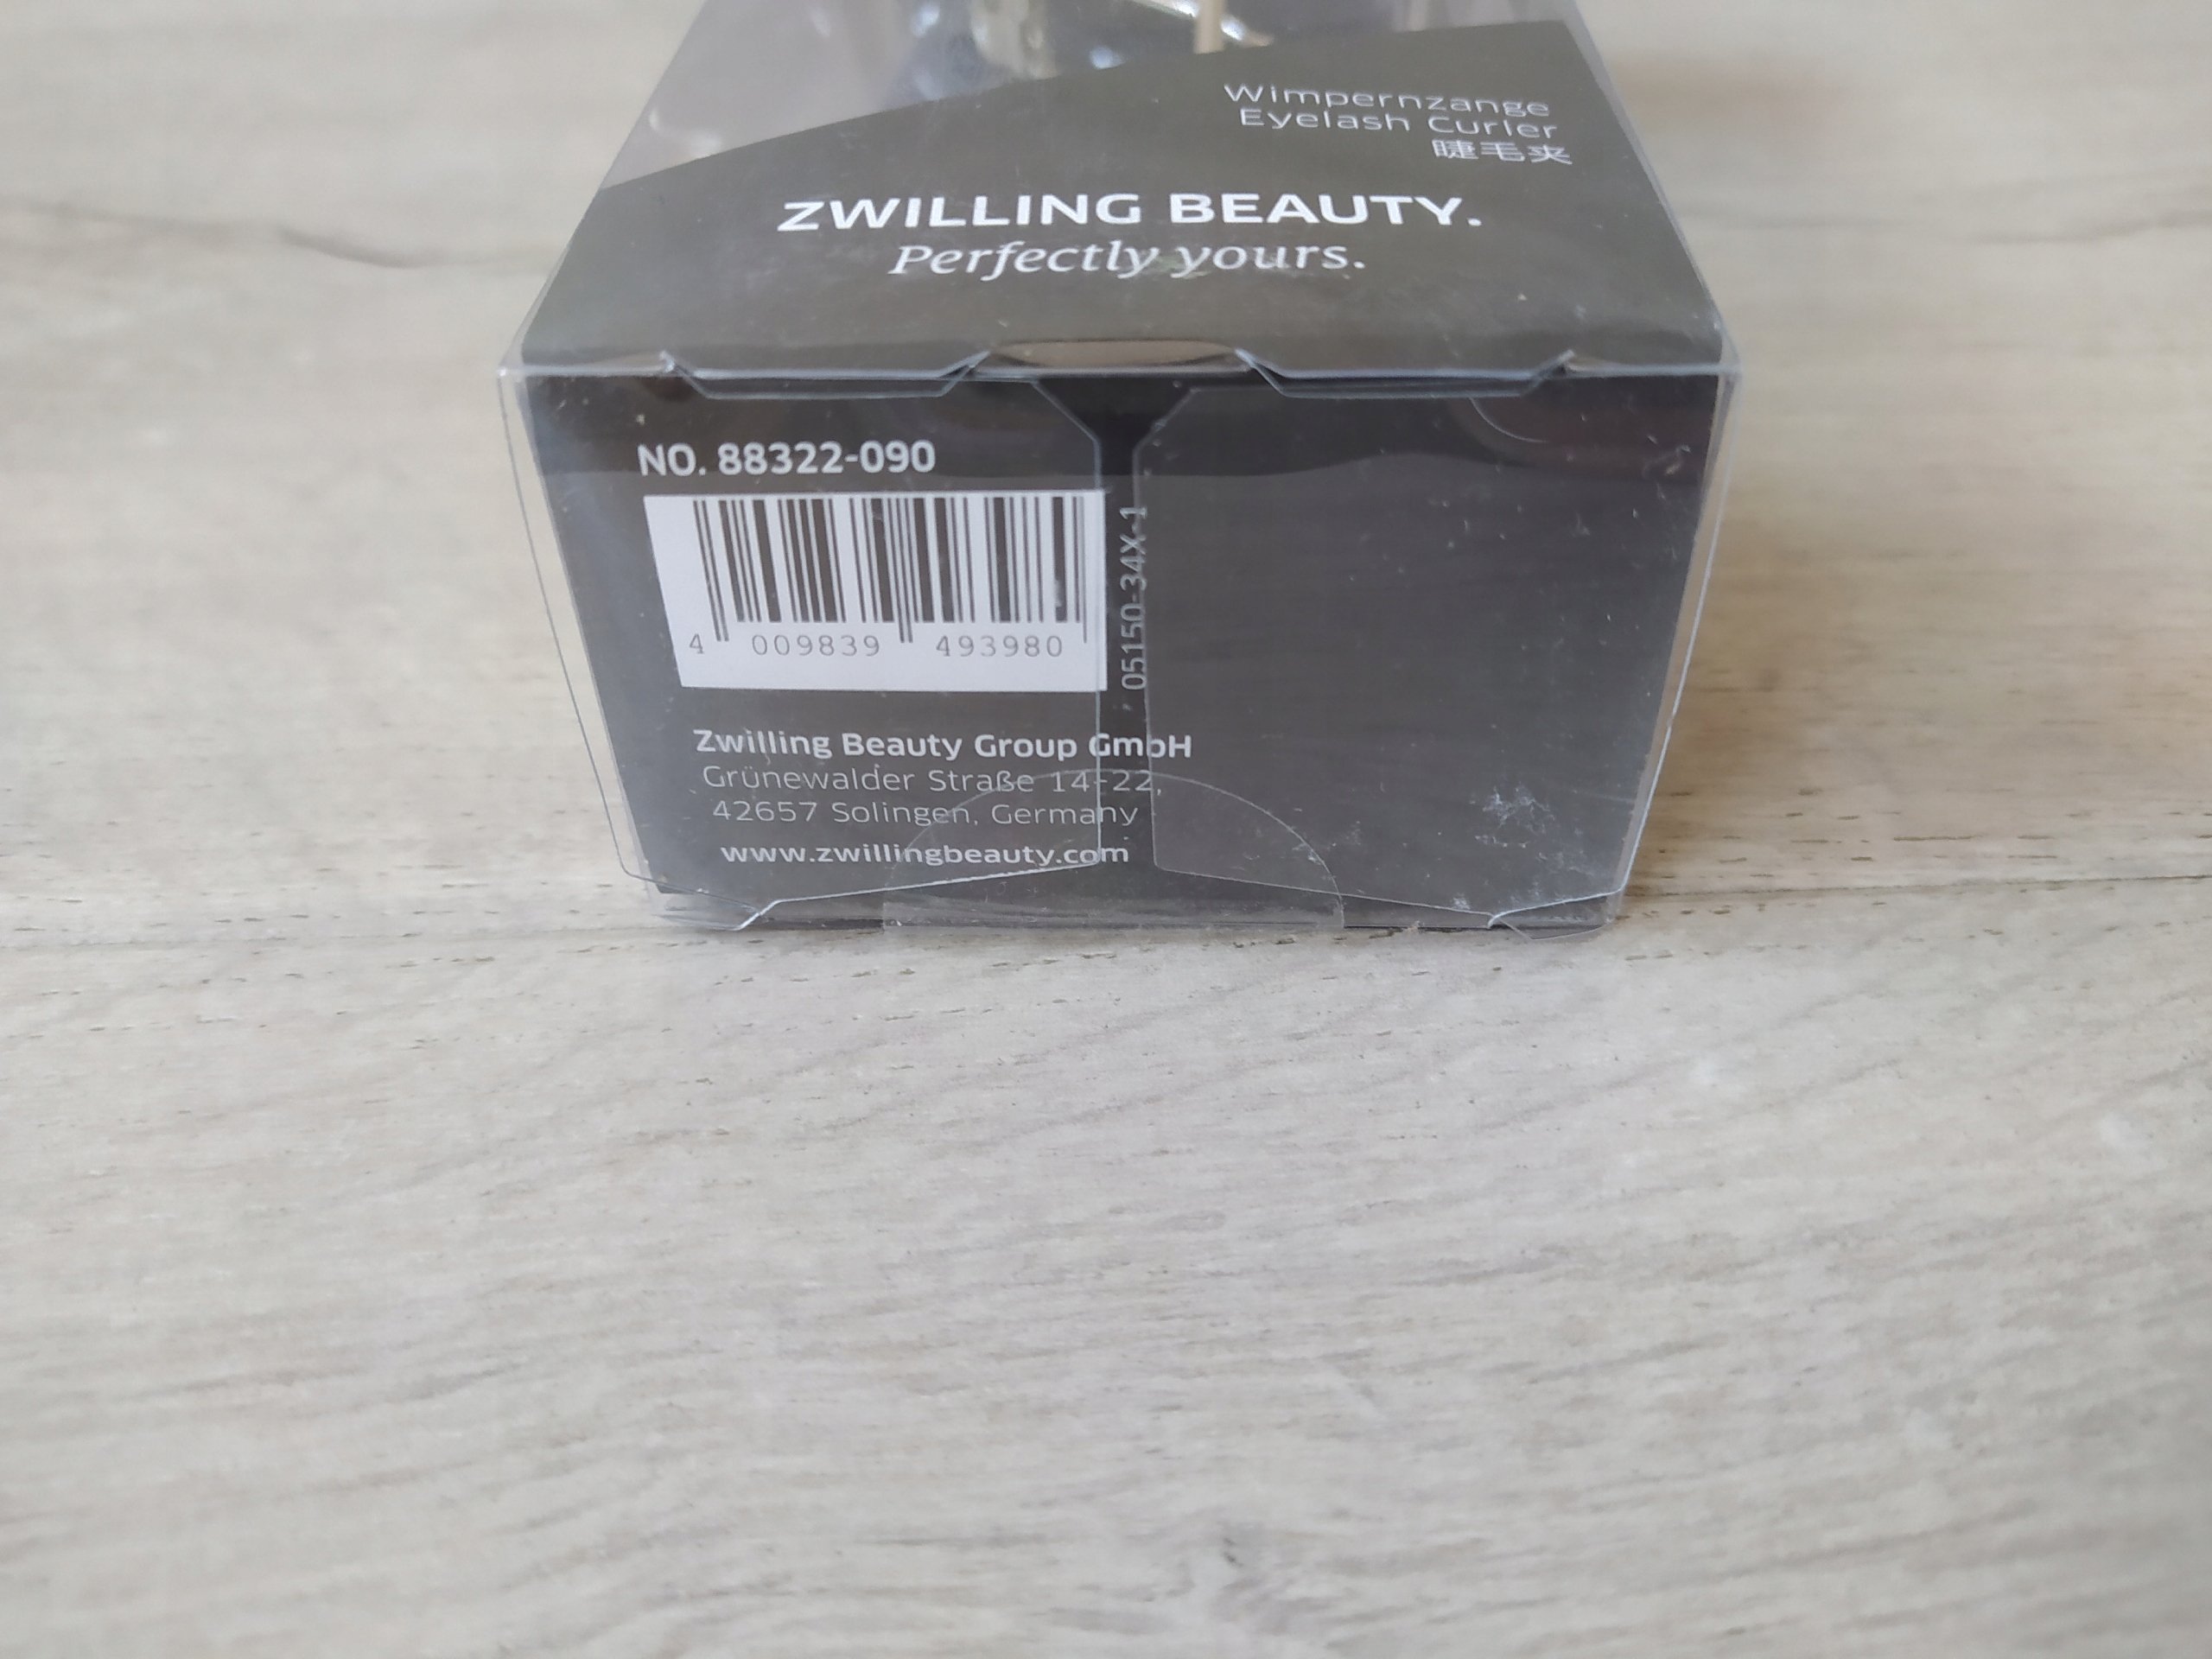 Wimpernzange
Eyelash Curler
睫毛夹
ZWILLING BEAUTY.
Perfectly yours.
NO. 88322-090
4 009839 493980
05150-34X-1
Zwilling Beauty Group GmbH
Grünewalder Straße 14-22,
42657 Solingen, Germany
www.zwillingbeauty.com